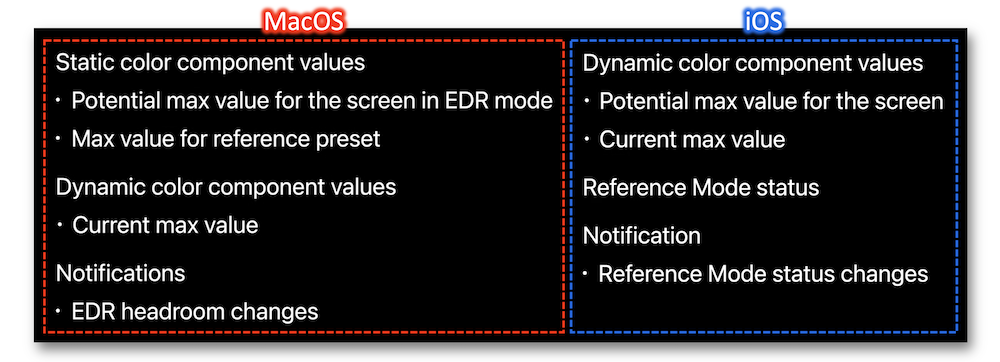 MacOS
Static color component values
· Potential max value for the screen in EDR mode
· Max value for reference preset
Dynamic color component values
· Current max value
Notifications
· EDR headroom changes
iOS
Dynamic color component values
· Potential max value for the screen
· Current max value
Reference Mode status
Notification
· Reference Mode status changes